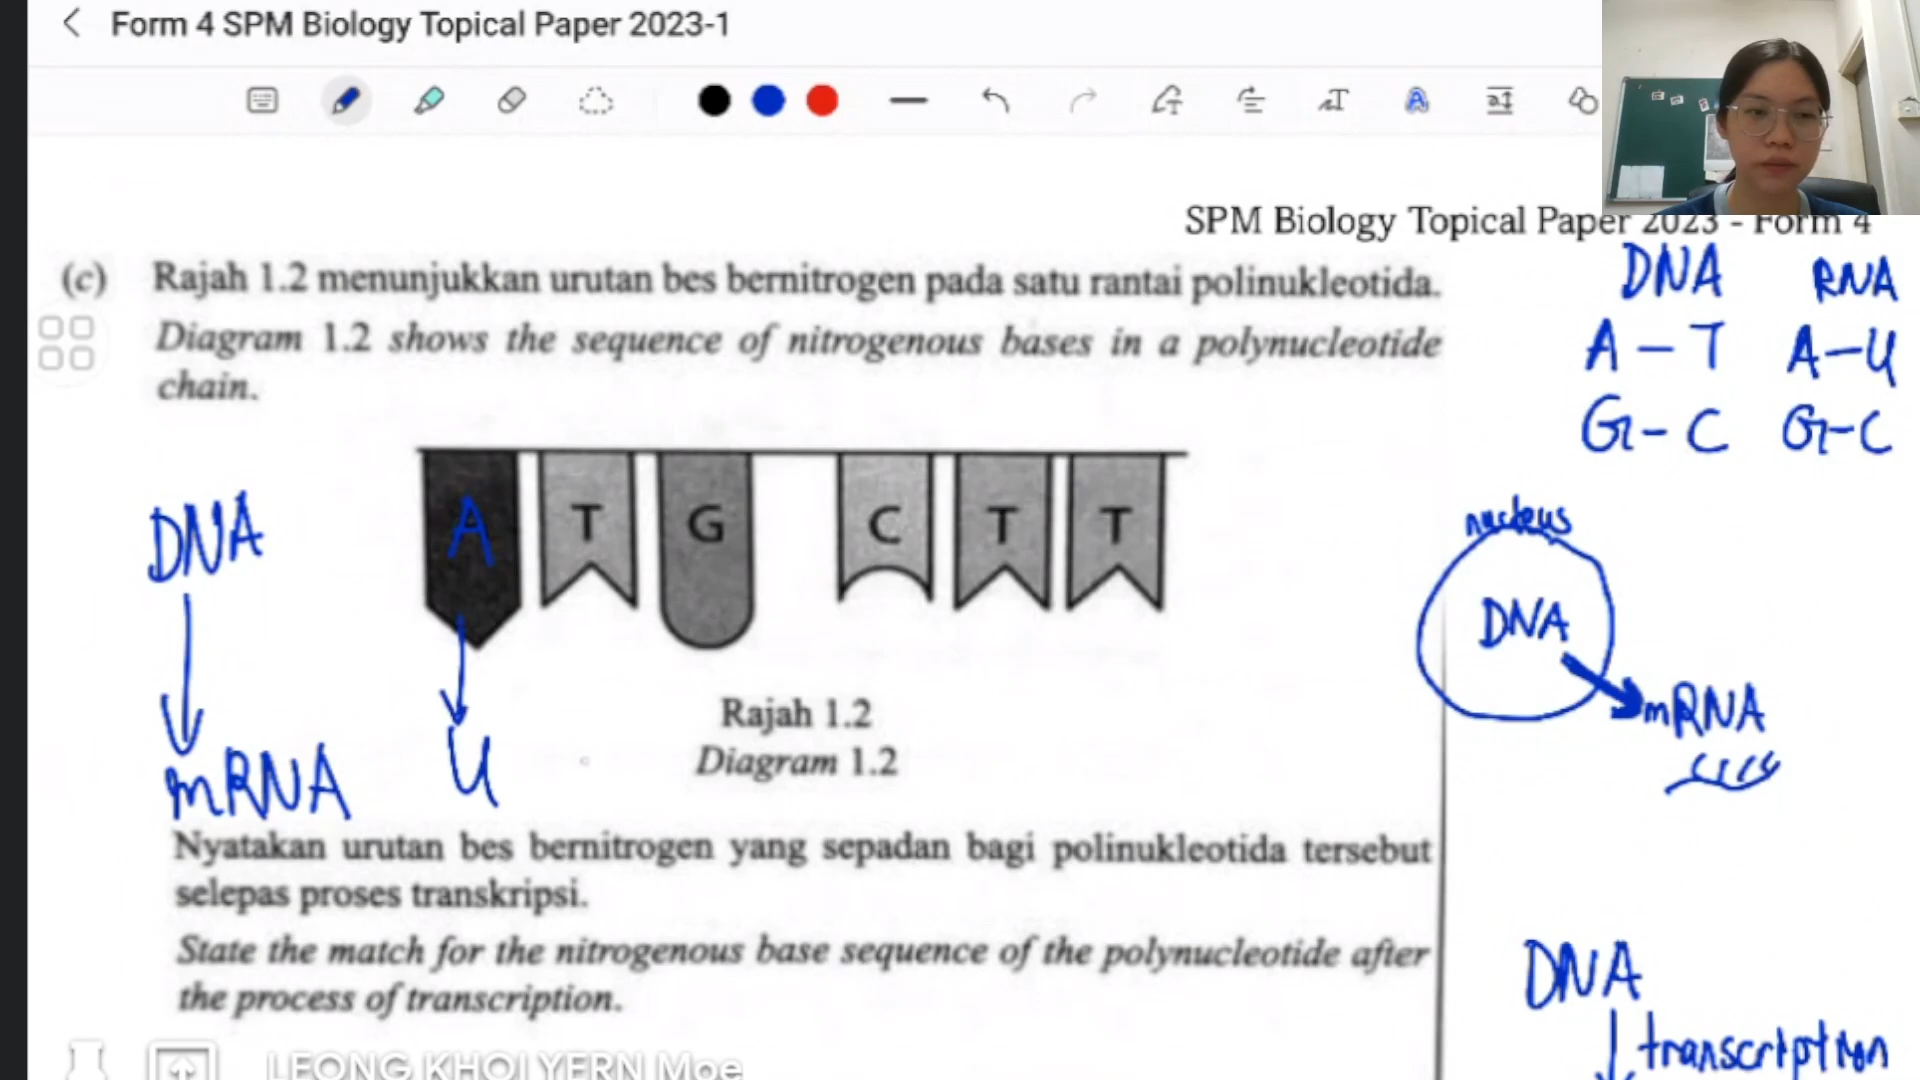 Form 4 SPM Biology Topical Paper 2023-1
SPM Biology Topical Paper 2023 - Form 4
(c) Rajah 1.2 menunjukkan urutan bes bernitrogen pada satu rantai polinukleotida.
Diagram 1.2 shows the sequence of nitrogenous bases in a polynucleotide
chain.
DNA RNA
A - T A - U
G - C G - C
A T G C T T
DNA
nucleus
DNA
mRNA
Rajah 1.2
Diagram 1.2
mRNA
U
Nyatakan urutan bes bernitrogen yang sepadan bagi polinukleotida tersebut
selepas proses transkripsi.
State the match for the nitrogenous base sequence of the polynucleotide after
the process of transcription.
DNA
transcription
LEONG KHOI YERN Moe